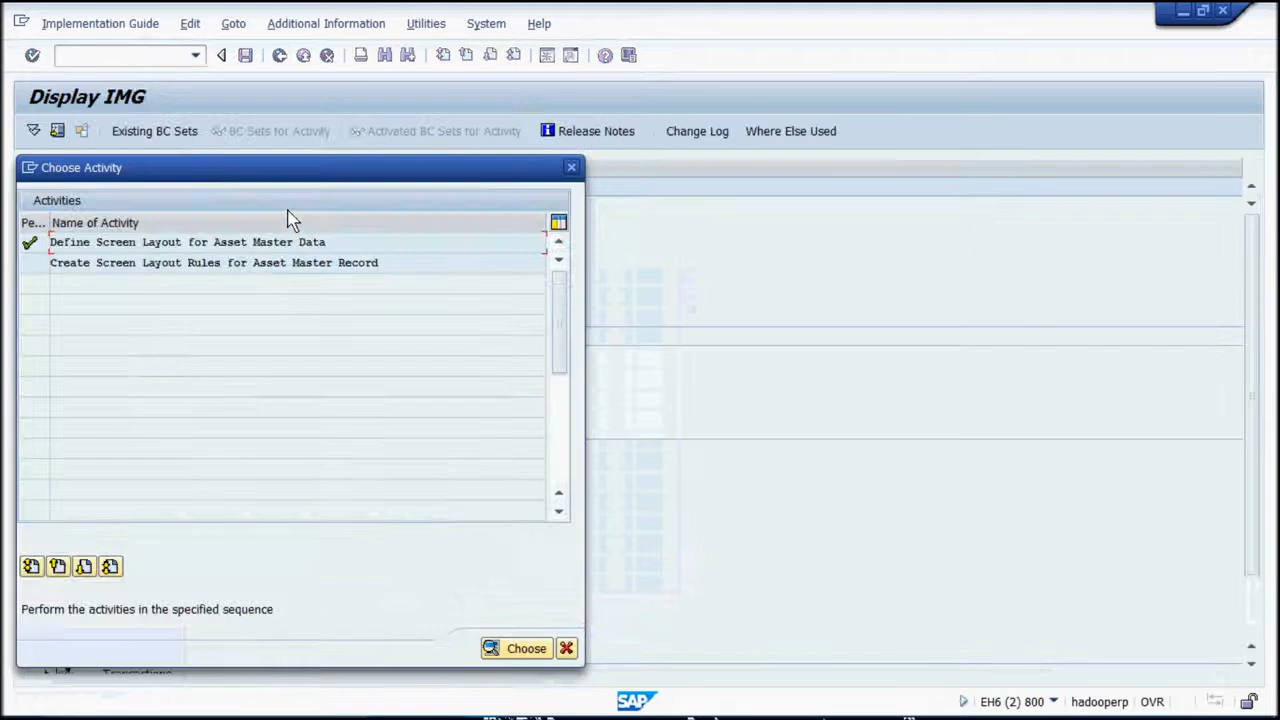 Implementation Guide Edit Goto Additional Information Utilities System Help
Display IMG
Existing BC Sets BC Sets for Activity Activated BC Sets for Activity Release Notes Change Log Where Else Used
Choose Activity
Activities
Pe... Name of Activity
Define Screen Layout for Asset Master Data
Create Screen Layout Rules for Asset Master Record
Perform the activities in the specified sequence
Choose
SAP EH6 (2) 800 hadooperp OVR